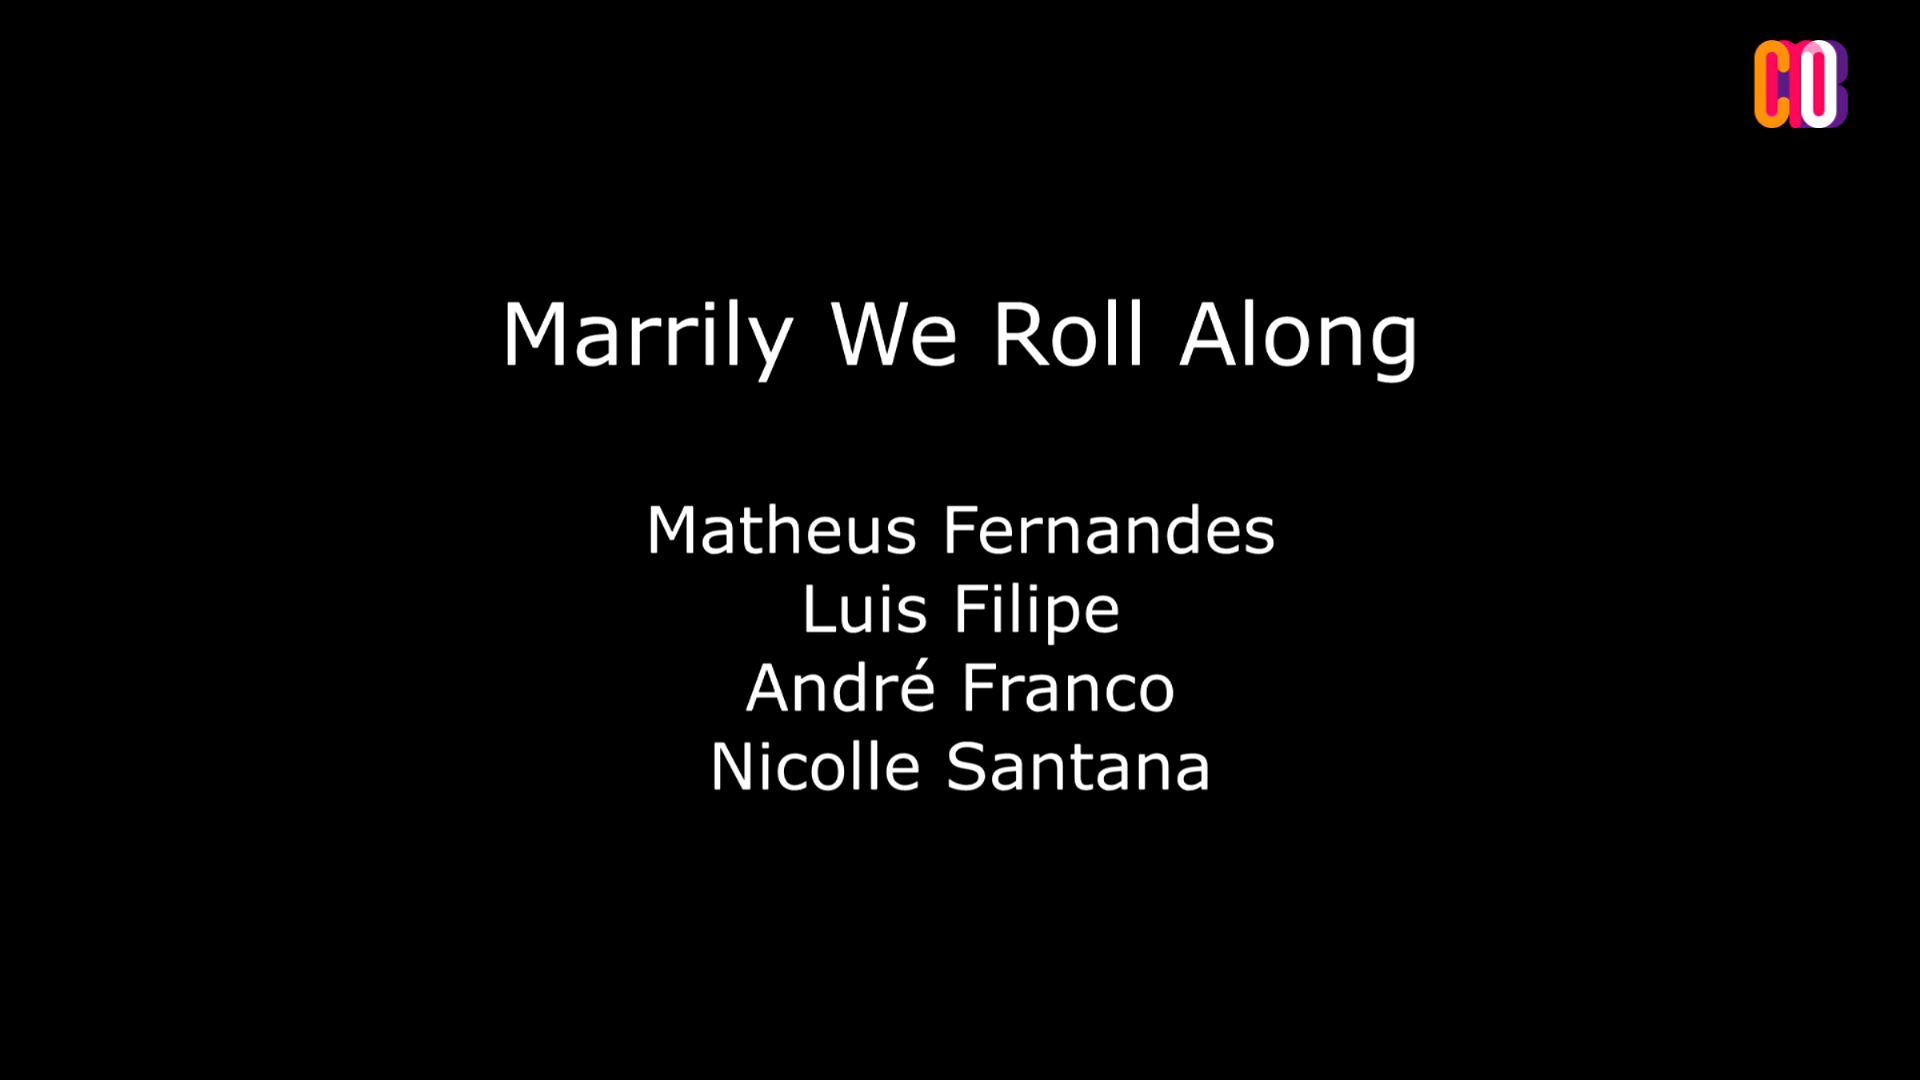 Marrily We Roll Along
Matheus Fernandes
Luis Filipe
André Franco
Nicolle Santana